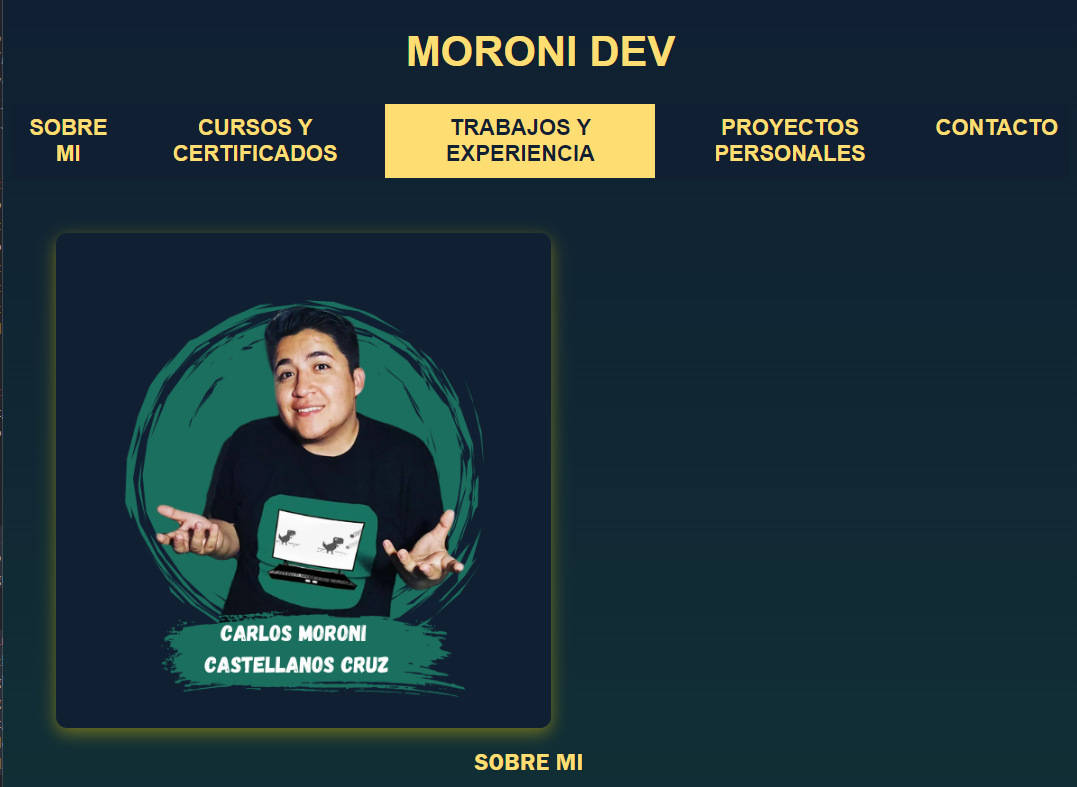 MORONI DEV
SOBRE
MI
CURSOS Y
CERTIFICADOS
TRABAJOS Y
EXPERIENCIA
PROYECTOS
PERSONALES
CONTACTO
CARLOS MORONI
CASTELLANOS CRUZ
SOBRE MI